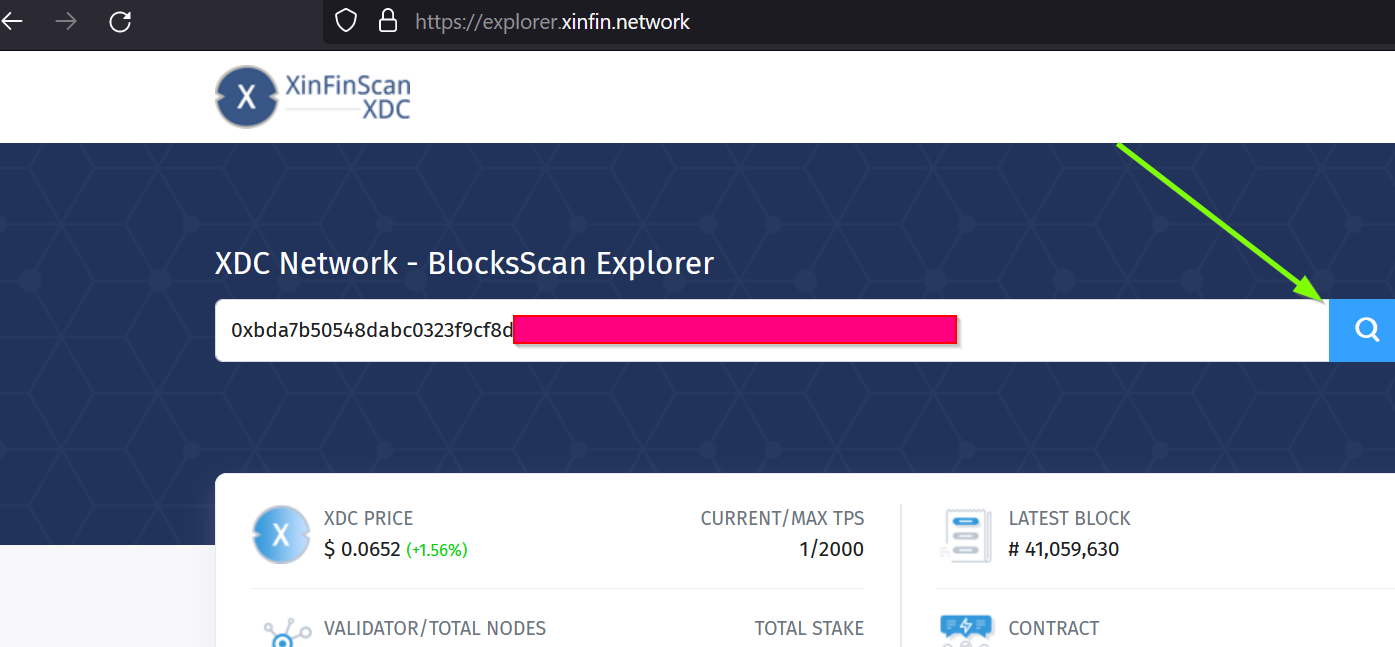 https://explorer.xinfin.network
X
XinFinScan
XDC
XDC Network - BlocksScan Explorer
0xbda7b50548dabc0323f9cf8d
X
XDC PRICE
$ 0.0652 (+1.56%)
CURRENT/MAX TPS
1/2000
LATEST BLOCK
# 41,059,630
VALIDATOR/TOTAL NODES
TOTAL STAKE
CONTRACT